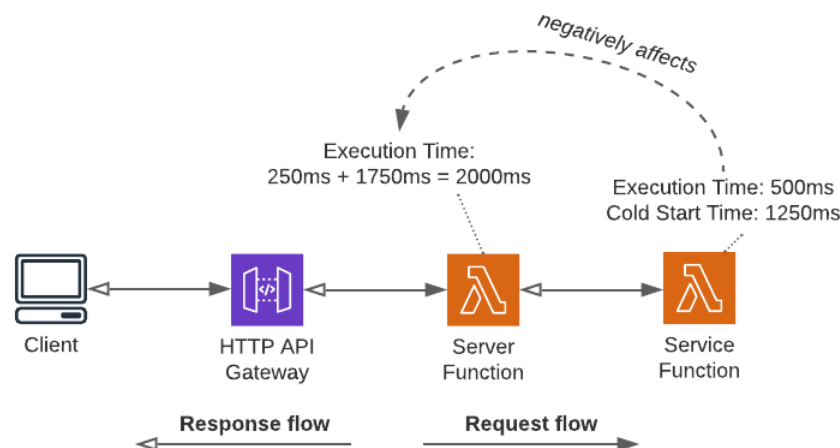 negatively affects
Execution Time:
250ms + 1750ms = 2000ms
Execution Time: 500ms
Cold Start Time: 1250ms
Client
HTTP API
Gateway
Server
Function
Service
Function
Response flow
Request flow